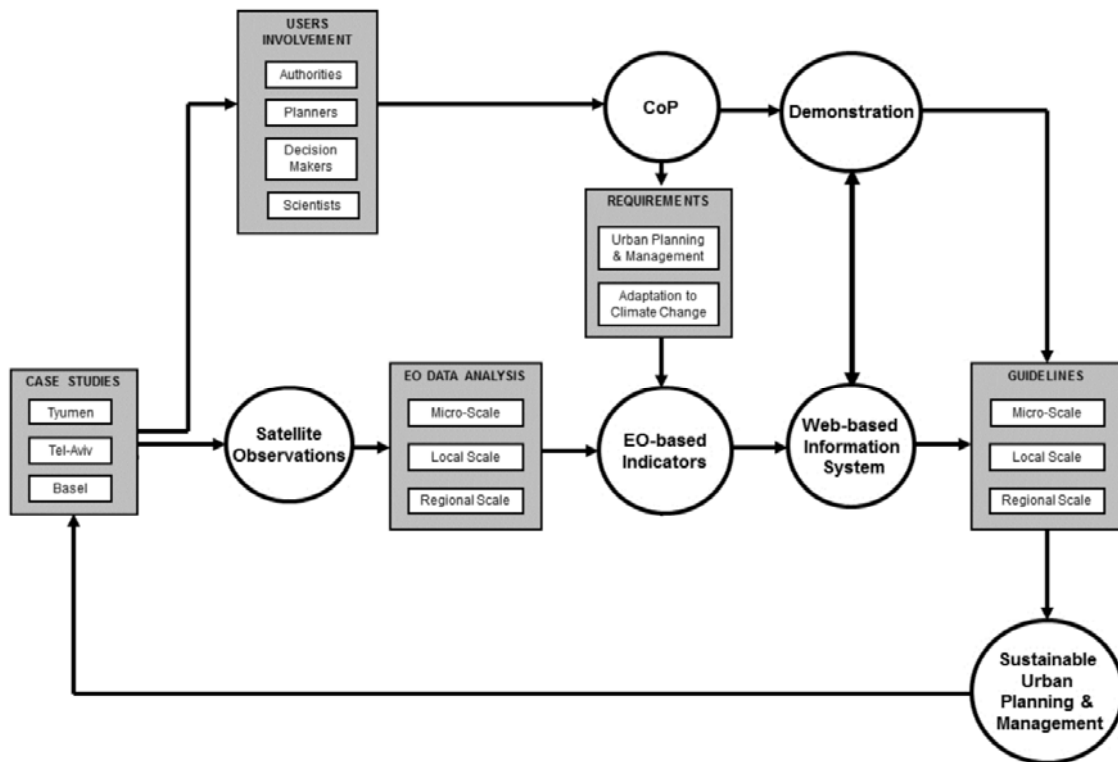 USERS
INVOLVEMENT
Authorities
Planners
Decision
Makers
Scientists
CoP
Demonstration
REQUIREMENTS
Urban Planning
& Management
Adaptation to
Climate Change
CASE STUDIES
Tyumen
Tel-Aviv
Basel
Satellite
Observations
EO DATA ANALYSIS
Micro-Scale
Local Scale
Regional Scale
EO-based
Indicators
Web-based
Information
System
GUIDELINES
Micro-Scale
Local Scale
Regional Scale
Sustainable
Urban
Planning &
Management